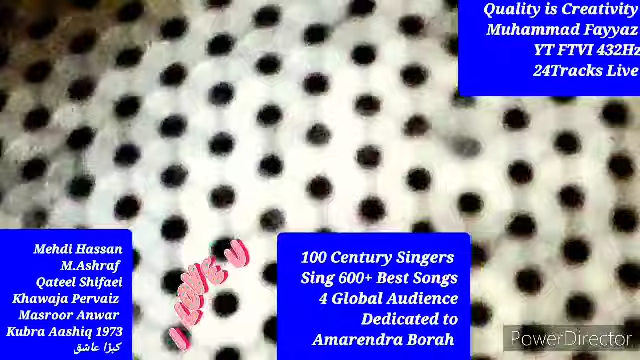 Quality is Creativity
Muhammad Fayyaz
YT FTVI 432Hz
24Tracks Live
Mehdi Hassan
M.Ashraf
Qateel Shifaei
Khawaja Pervaiz
Masroor Anwar
Kubra Aashiq 1973
کبڑا عاشق
I LOVE U
100 Century Singers
Sing 600+ Best Songs
4 Global Audience
Dedicated to
Amarendra Borah
PowerDirector